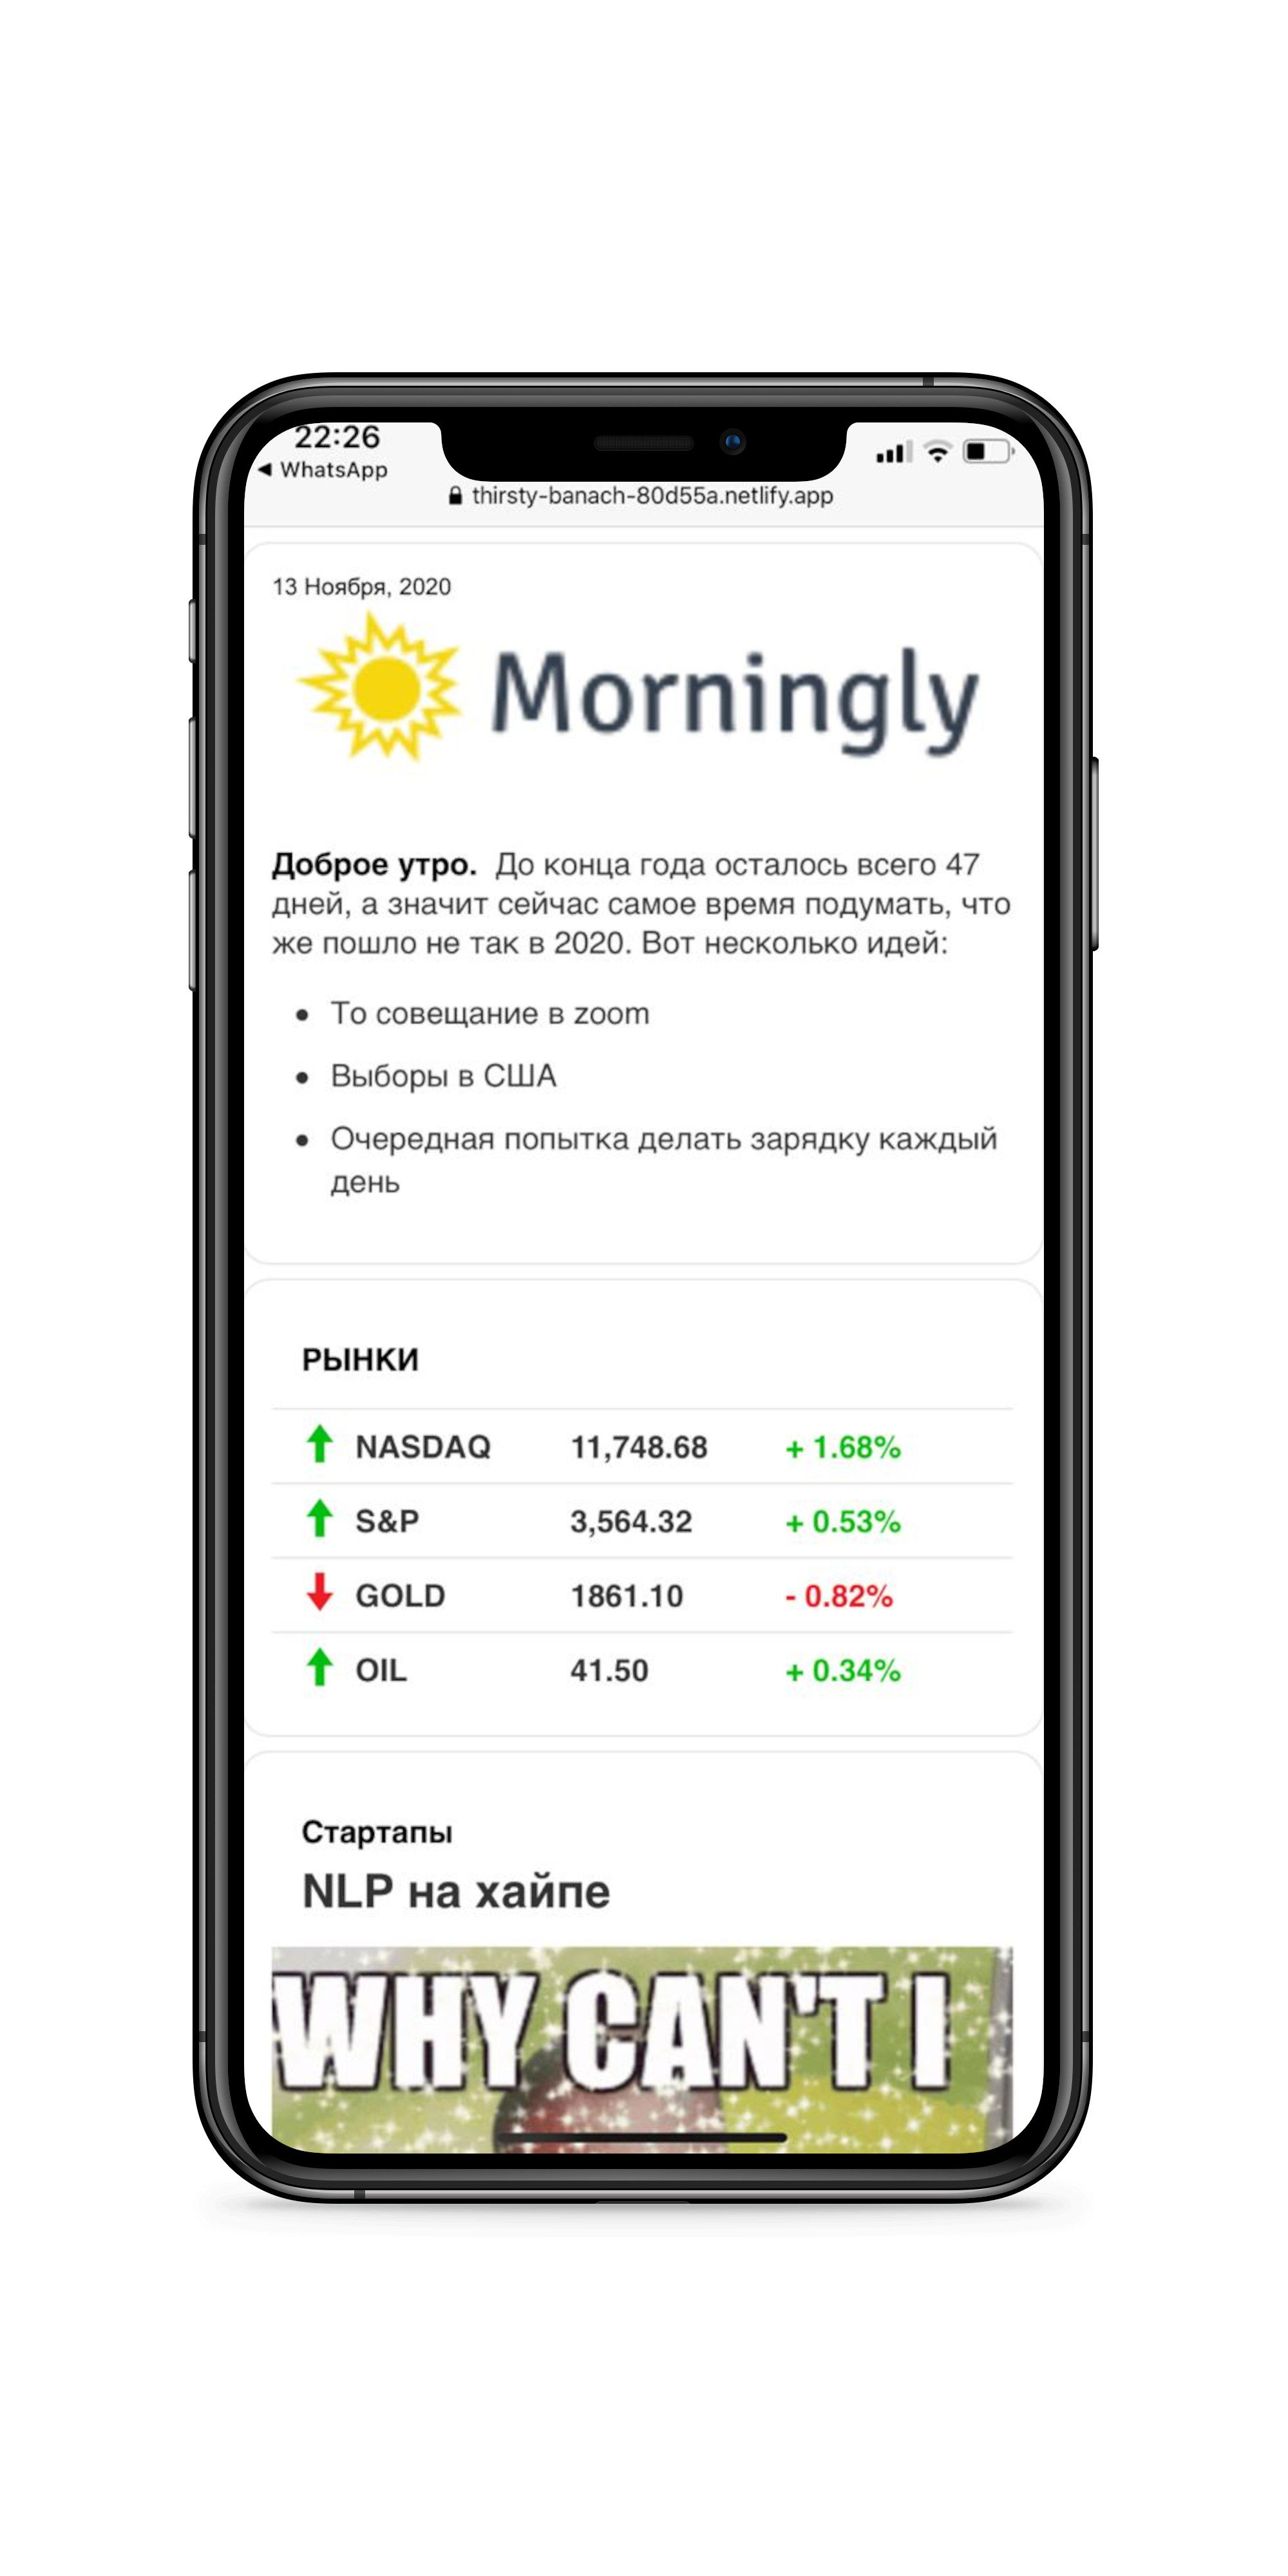 22:26
◀ WhatsApp
thirsty-banach-80d55a.netlify.app
13 Ноября, 2020
Morningly
Доброе утро. До конца года осталось всего 47
дней, а значит сейчас самое время подумать, что
же пошло не так в 2020. Вот несколько идей:
• То совещание в zoom
• Выборы в США
• Очередная попытка делать зарядку каждый
день
РЫНКИ
NASDAQ 11,748.68 + 1.68%
S&P 3,564.32 + 0.53%
GOLD 1861.10 - 0.82%
OIL 41.50 + 0.34%
Стартапы
NLP на хайпе
WHY CAN'T I